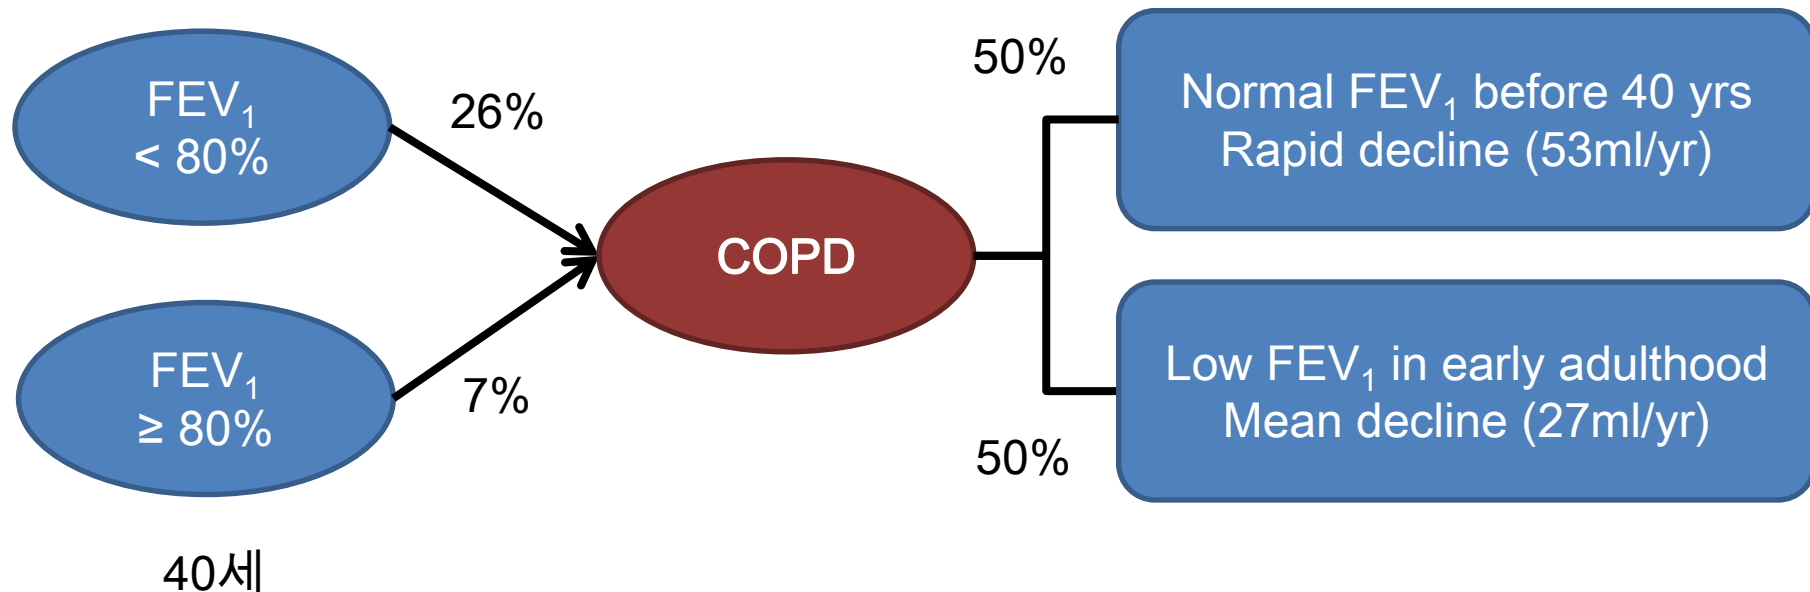 FEV₁
< 80%
26%
FEV₁
≥ 80%
7%
40세
COPD
50%
Normal FEV₁ before 40 yrs
Rapid decline (53ml/yr)
Low FEV₁ in early adulthood
Mean decline (27ml/yr)
50%